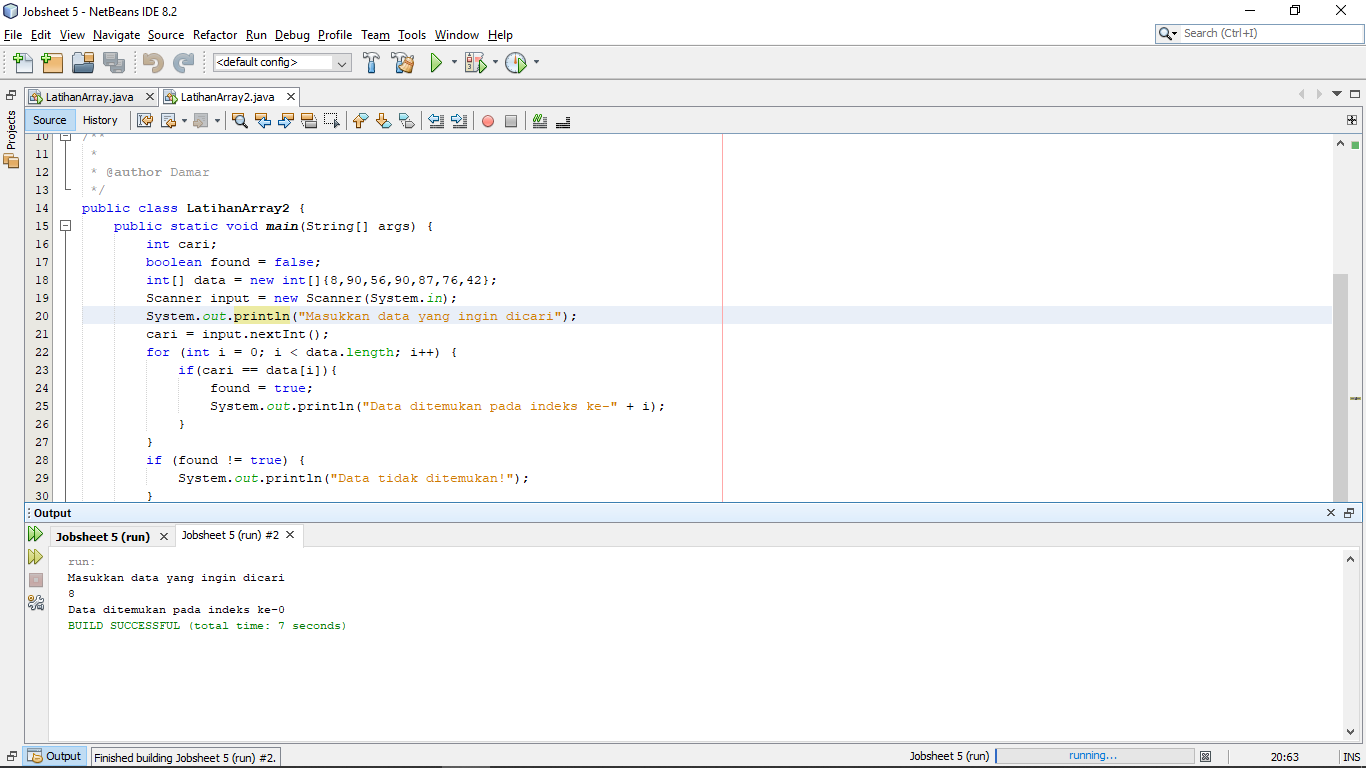 Jobsheet 5 - NetBeans IDE 8.2
File Edit View Navigate Source Refactor Run Debug Profile Team Tools Window Help
Search (Ctrl+I)
<default config>
Projects
LatihanArray.java
LatihanArray2.java
Source History
10 /**
11 *
12 * @author Damar
13 */
14 public class LatihanArray2 {
15 public static void main(String[] args) {
16 int cari;
17 boolean found = false;
18 int[] data = new int[]{8,90,56,90,87,76,42};
19 Scanner input = new Scanner(System.in);
20 System.out.println("Masukkan data yang ingin dicari");
21 cari = input.nextInt();
22 for (int i = 0; i < data.length; i++) {
23 if(cari == data[i]){
24 found = true;
25 System.out.println("Data ditemukan pada indeks ke-" + i);
26 }
27 }
28 if (found != true) {
29 System.out.println("Data tidak ditemukan!");
30 }
Output
Jobsheet 5 (run)
Jobsheet 5 (run) #2
run:
Masukkan data yang ingin dicari
8
Data ditemukan pada indeks ke-0
BUILD SUCCESSFUL (total time: 7 seconds)
Output
Finished building Jobsheet 5 (run) #2.
Jobsheet 5 (run)
running...
20:63
INS